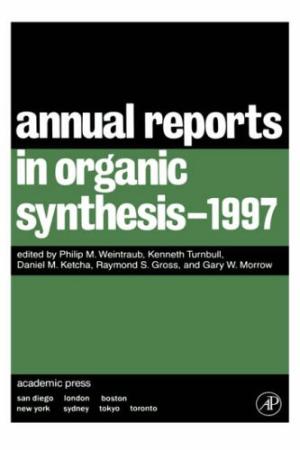 annual reports
in organic
synthesis–1997
edited by Philip M. Weintraub, Kenneth Turnbull,
Daniel M. Ketcha, Raymond S. Gross, and Gary W. Morrow
academic press
san diego london boston
new york sydney tokyo toronto
AP